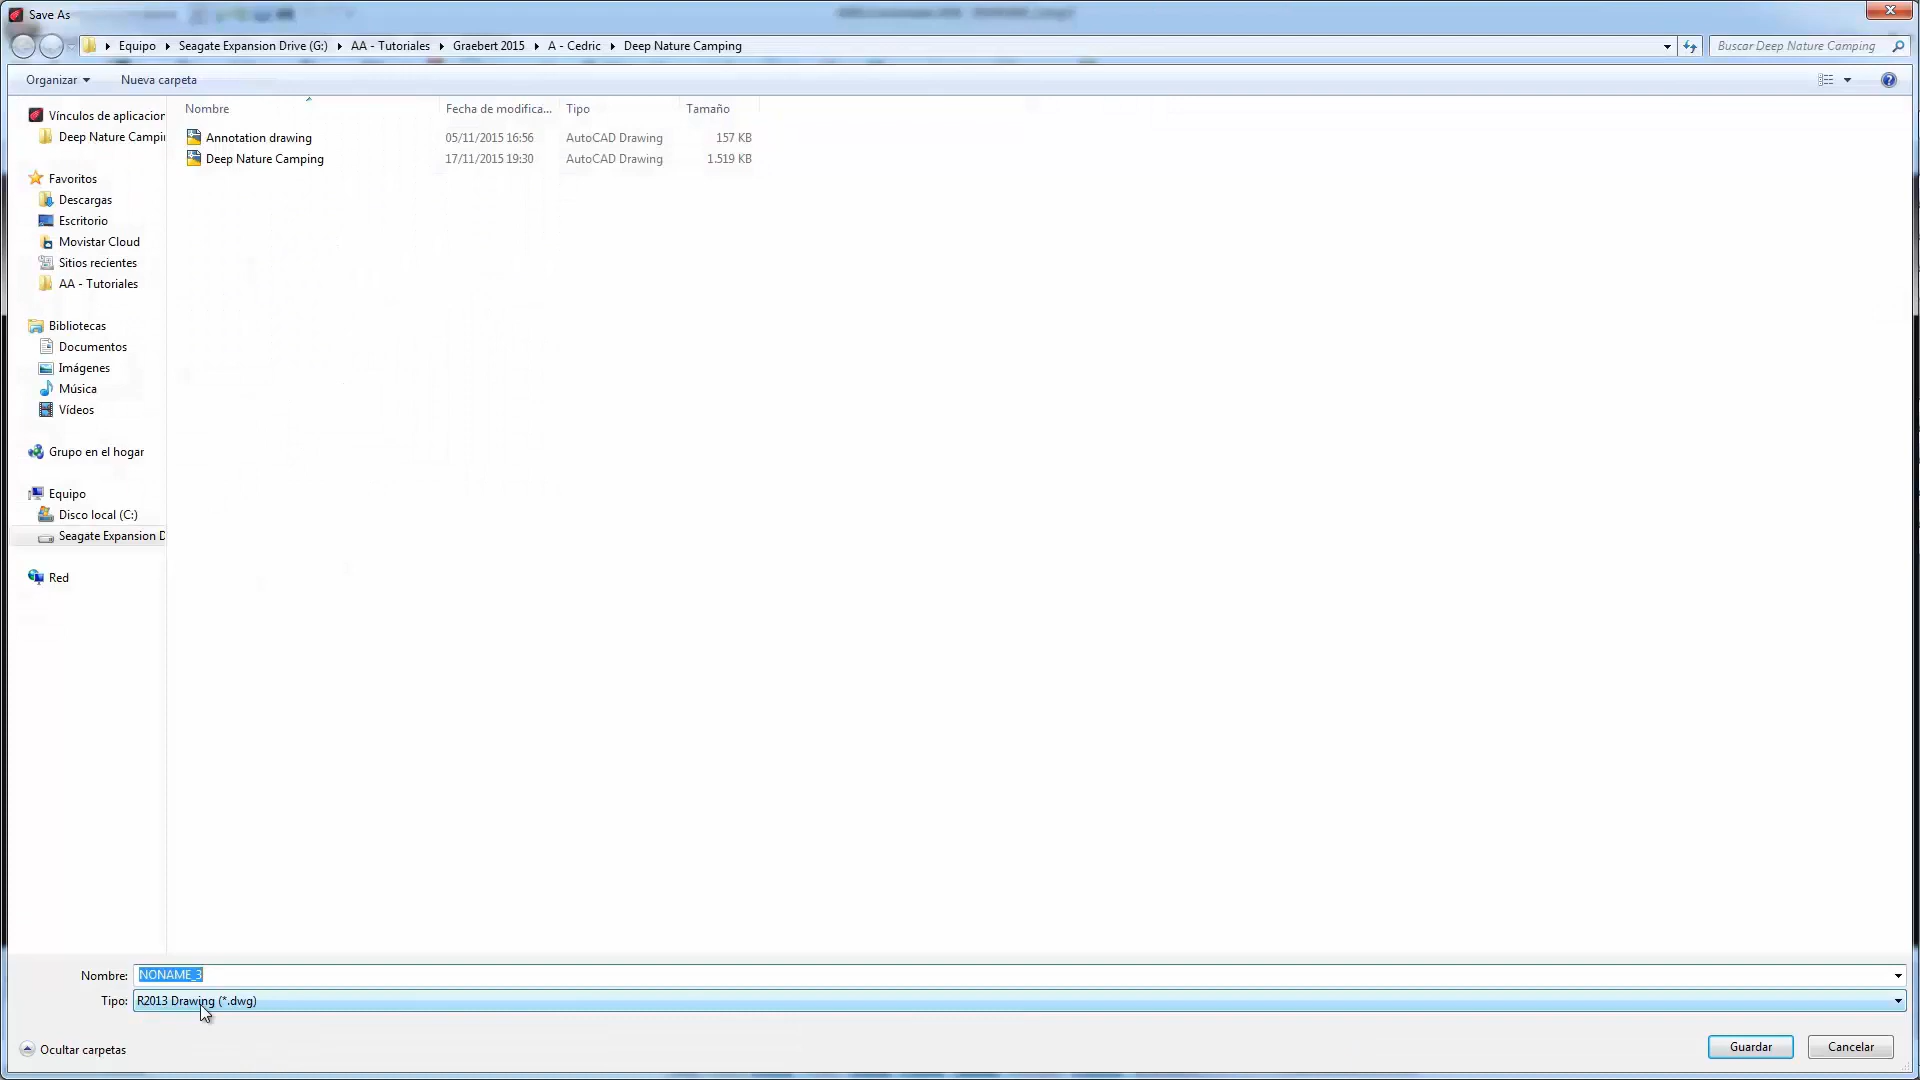 Save As
Equipo Seagate Expansion Drive (G:) AA - Tutoriales Graebert 2015 A - Cedric Deep Nature Camping
Buscar Deep Nature Camping
Organizar Nueva carpeta
Nombre Fecha de modifica... Tipo Tamaño
Annotation drawing 05/11/2015 16:56 AutoCAD Drawing 157 KB
Deep Nature Camping 17/11/2015 19:30 AutoCAD Drawing 1.519 KB
Vínculos de aplicacion
Deep Nature Campi
Favoritos
Descargas
Escritorio
Movistar Cloud
Sitios recientes
AA - Tutoriales
Bibliotecas
Documentos
Imágenes
Música
Vídeos
Grupo en el hogar
Equipo
Disco local (C:)
Seagate Expansion D
Red
Nombre: NONAME_3
Tipo: R2013 Drawing (*.dwg)
Ocultar carpetas
Guardar Cancelar